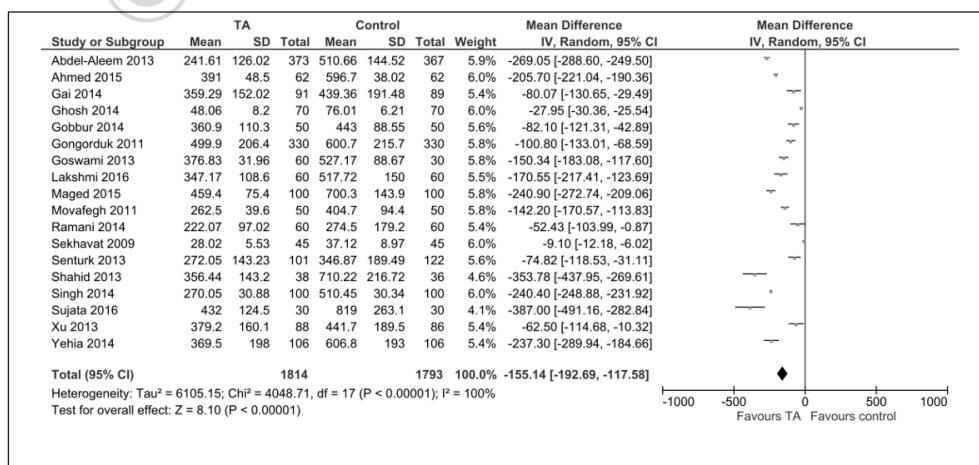 TA Control Mean Difference Mean Difference
Study or Subgroup Mean SD Total Mean SD Total Weight IV, Random, 95% CI IV, Random, 95% CI
Abdel-Aleem 2013 241.61 126.02 373 510.66 144.52 367 5.9% -269.05 [-288.60, -249.50]
Ahmed 2015 391 48.5 62 596.7 38.02 62 5.9% -205.70 [-221.04, -190.36]
Gai 2014 359.29 152.02 91 439.36 191.48 89 5.4% -80.07 [-130.65, -29.49]
Ghosh 2014 48.06 8.2 70 76.01 6.21 70 6.0% -27.95 [-30.36, -25.54]
Gobbur 2014 360.9 110.3 50 443 88.55 50 5.6% -82.10 [-121.31, -42.89]
Gongorduk 2011 499.9 206.4 330 600.7 215.7 330 5.8% -100.80 [-133.01, -68.59]
Goswami 2013 376.83 31.96 60 527.17 88.67 30 5.7% -150.34 [-183.08, -117.60]
Lakshmi 2016 347.17 108.6 60 517.72 150 60 5.5% -170.55 [-217.41, -123.69]
Maged 2015 459.4 75.4 100 700.3 143.9 100 5.8% -240.90 [-272.74, -209.06]
Movafegh 2011 262.5 39.6 50 404.7 94.4 50 5.8% -142.20 [-170.57, -113.83]
Ramani 2014 222.07 97.02 60 274.5 179.2 60 5.4% -52.43 [-103.99, -0.87]
Sekhavat 2009 28.02 5.53 45 37.12 8.97 45 6.0% -9.10 [-12.18, -6.02]
Senturk 2013 272.05 143.23 101 346.87 189.49 122 5.6% -74.82 [-118.53, -31.11]
Shahid 2013 356.44 143.2 38 710.22 216.72 36 4.6% -353.78 [-437.95, -269.61]
Singh 2014 270.05 30.88 100 510.45 30.34 100 6.0% -240.40 [-248.88, -231.92]
Sujata 2016 432 124.5 30 819 263.1 30 4.1% -387.00 [-491.16, -282.84]
Xu 2013 379.2 160.1 88 441.7 189.5 86 5.4% -62.50 [-114.68, -10.32]
Yehia 2014 369.5 198 106 606.8 193 106 5.4% -237.30 [-289.94, -184.66]
Total (95% CI) 1814 1793 100.0% -155.14 [-192.69, -117.58]
Heterogeneity: Tau² = 6105.15; Chi² = 4048.71, df = 17 (P < 0.00001); I² = 100%
Test for overall effect: Z = 8.10 (P < 0.00001)
-1000 -500 0 500 1000
Favours TA Favours control